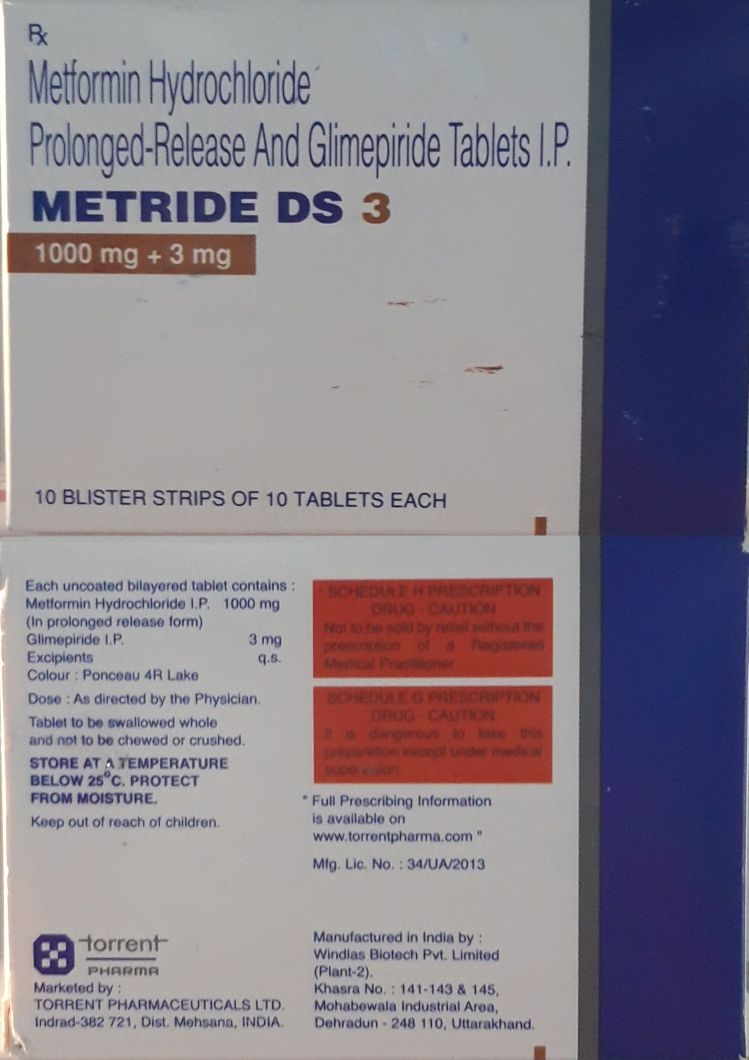 Rx
Metformin Hydrochloride
Prolonged-Release And Glimepiride Tablets I.P.
METRIDE DS 3
1000 mg + 3 mg
10 BLISTER STRIPS OF 10 TABLETS EACH
Each uncoated bilayered tablet contains :
Metformin Hydrochloride I.P. 1000 mg
(In prolonged release form)
Glimepiride I.P. 3 mg
Excipients q.s.
Colour : Ponceau 4R Lake
Dose : As directed by the Physician.
Tablet to be swallowed whole
and not to be chewed or crushed.
STORE AT A TEMPERATURE
BELOW 25°C. PROTECT
FROM MOISTURE.
Keep out of reach of children.
SCHEDULE H PRESCRIPTION
DRUG - CAUTION
Not to be sold by retail without the
prescription of a Registered
Medical Practitioner.
SCHEDULE G PRESCRIPTION
DRUG - CAUTION
It is dangerous to take this
preparation except under medical
supervision
" Full Prescribing Information
is available on
www.torrentpharma.com "
Mfg. Lic. No. : 34/UA/2013
torrent
PHARMA
Marketed by :
TORRENT PHARMACEUTICALS LTD.
Indrad-382 721, Dist. Mehsana, INDIA.
Manufactured in India by :
Windlas Biotech Pvt. Limited
(Plant-2).
Khasra No. : 141-143 & 145,
Mohabewala Industrial Area,
Dehradun - 248 110, Uttarakhand.